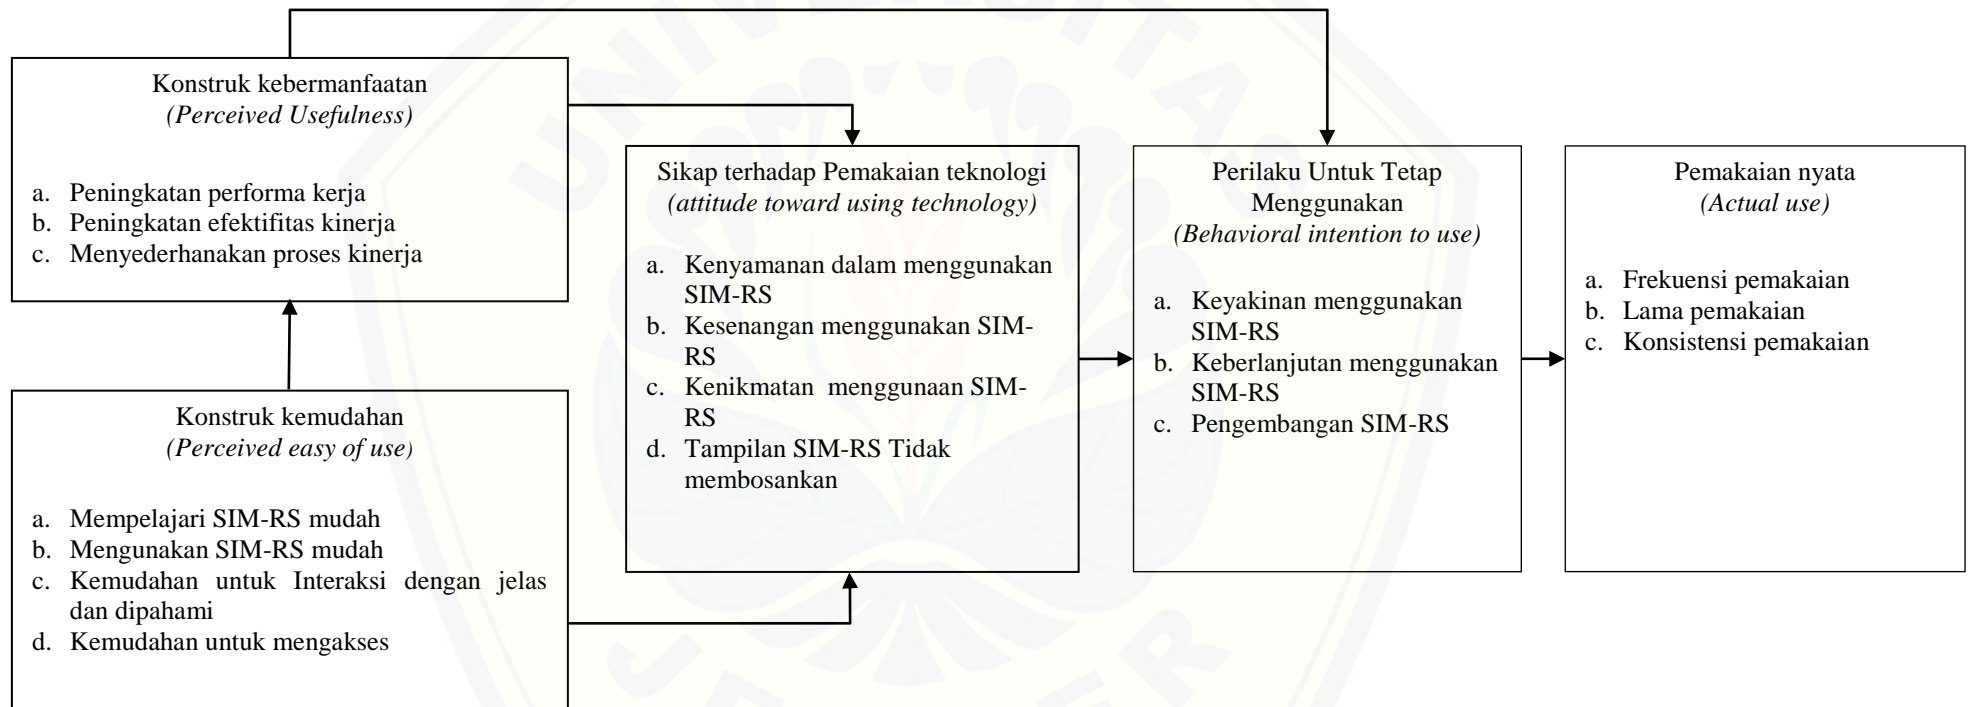 Konstruk kebermanfaatan
(Perceived Usefulness)
a. Peningkatan performa kerja
b. Peningkatan efektifitas kinerja
c. Menyederhanakan proses kinerja
Konstruk kemudahan
(Perceived easy of use)
a. Mempelajari SIM-RS mudah
b. Mengunakan SIM-RS mudah
c. Kemudahan untuk Interaksi dengan jelas
dan dipahami
d. Kemudahan untuk mengakses
Sikap terhadap Pemakaian teknologi
(attitude toward using technology)
a. Kenyamanan dalam menggunakan
SIM-RS
b. Kesenangan menggunakan SIM-
RS
c. Kenikmatan menggunaan SIM-
RS
d. Tampilan SIM-RS Tidak
membosankan
Perilaku Untuk Tetap
Menggunakan
(Behavioral intention to use)
a. Keyakinan menggunakan
SIM-RS
b. Keberlanjutan menggunakan
SIM-RS
c. Pengembangan SIM-RS
Pemakaian nyata
(Actual use)
a. Frekuensi pemakaian
b. Lama pemakaian
c. Konsistensi pemakaian
UNIVERSITAS